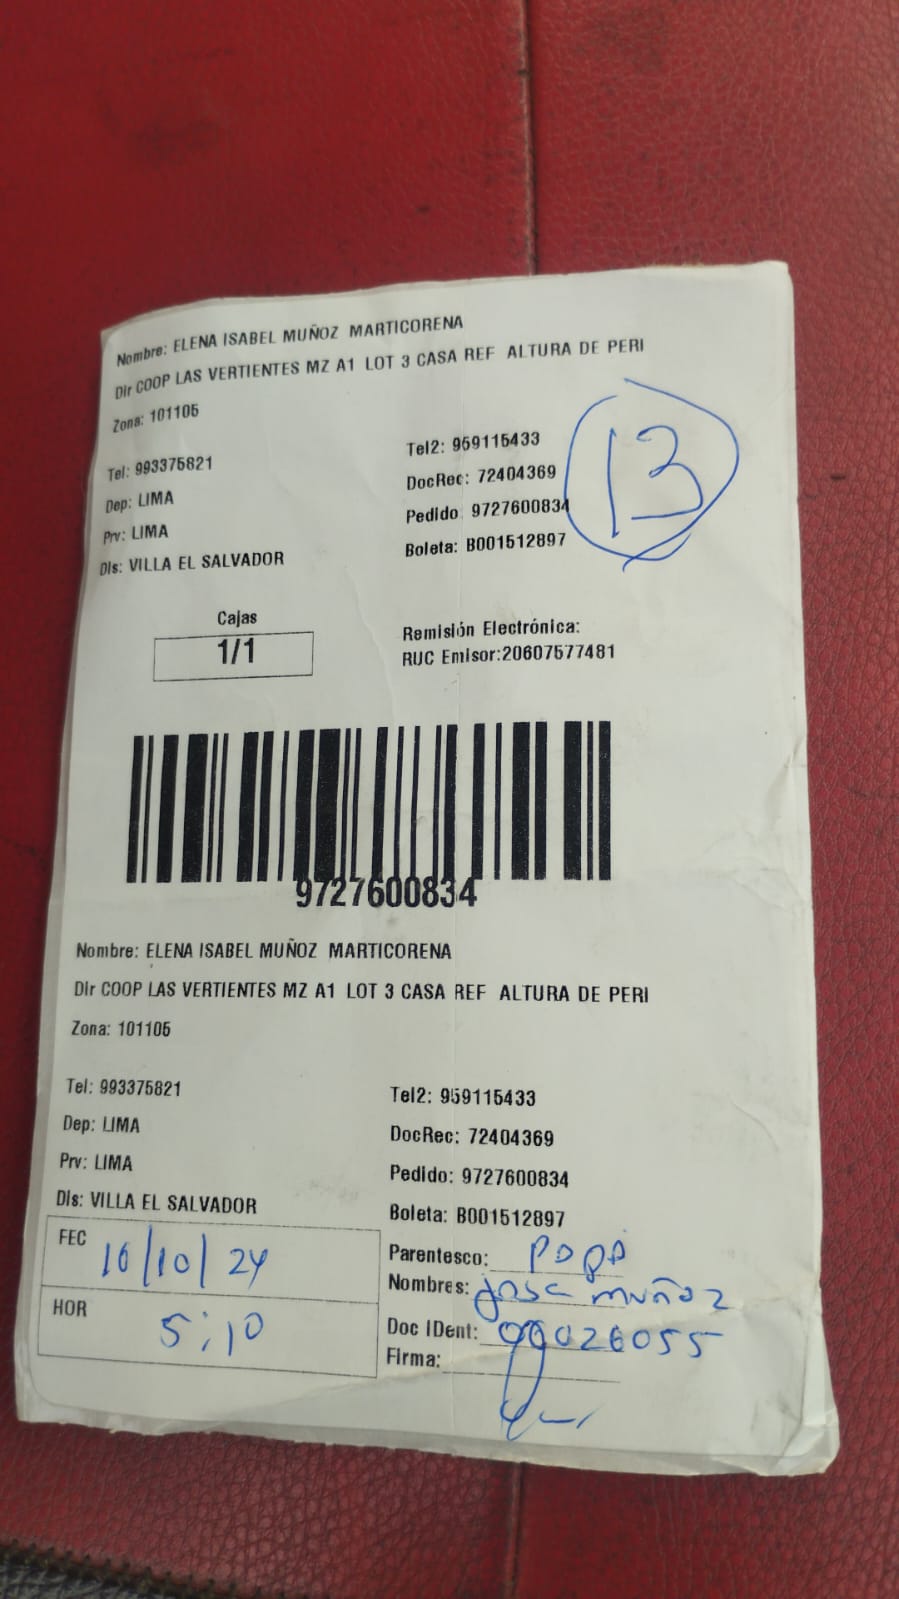 Nombre: ELENA ISABEL MUÑOZ MARTICORENA
Dir COOP LAS VERTIENTES MZ A1 LOT 3 CASA REF ALTURA DE PERI
Zona: 101105
Tel: 993375821 Tel2: 959115433
Dep: LIMA DocRec: 72404369
Prv: LIMA Pedido: 9727600834
Dis: VILLA EL SALVADOR Boleta: B001512897
13
Cajas
1/1
Remisión Electrónica:
RUC Emisor:20607577481
9727600834
Nombre: ELENA ISABEL MUÑOZ MARTICORENA
Dir COOP LAS VERTIENTES MZ A1 LOT 3 CASA REF ALTURA DE PERI
Zona: 101105
Tel: 993375821 Tel2: 959115433
Dep: LIMA DocRec: 72404369
Prv: LIMA Pedido: 9727600834
Dis: VILLA EL SALVADOR Boleta: B001512897
FEC 16/10/24 Parentesco: PAPA
Nombres: Jose muñoz
HOR 5:10 Doc IDent:
Firma: